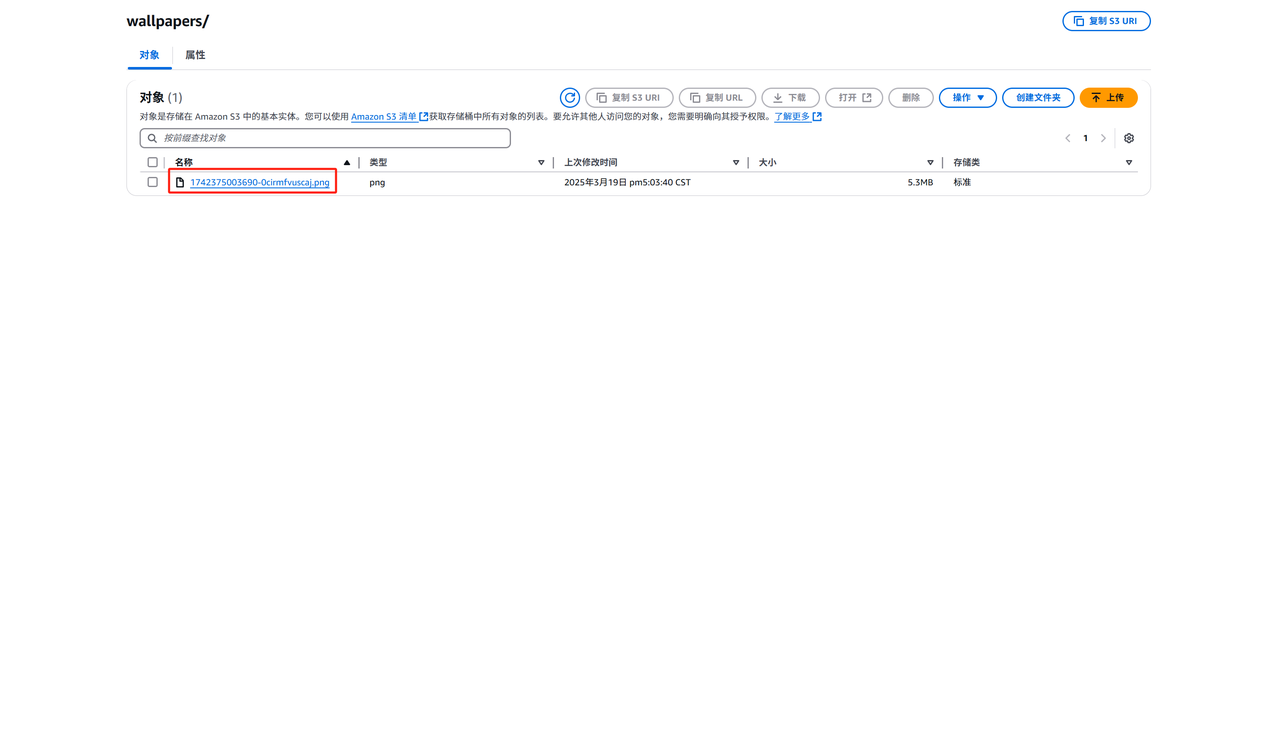 wallpapers/
复制 S3 URI
对象 属性
对象 (1)
复制 S3 URI 复制 URL 下载 打开 删除 操作 创建文件夹 上传
对象是存储在 Amazon S3 中的基本实体。您可以使用 Amazon S3 清单 获取存储桶中所有对象的列表。要允许其他人访问您的对象，您需要明确向其授予权限。了解更多
按前缀查找对象
1
名称 类型 上次修改时间 大小 存储类
1742375003690-0cirmfvuscaj.png png 2025年3月19日 pm5:03:40 CST 5.3MB 标准